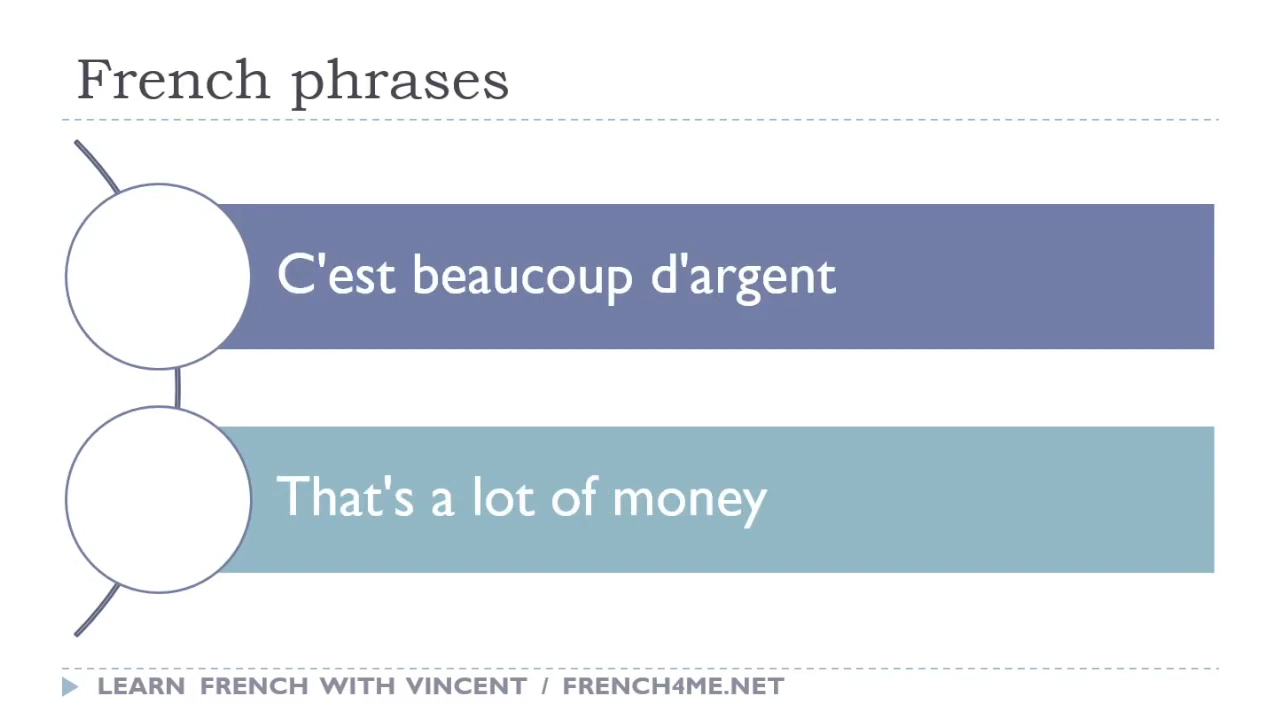 French phrases
C'est beaucoup d'argent
That's a lot of money
LEARN FRENCH WITH VINCENT / FRENCH4ME.NET